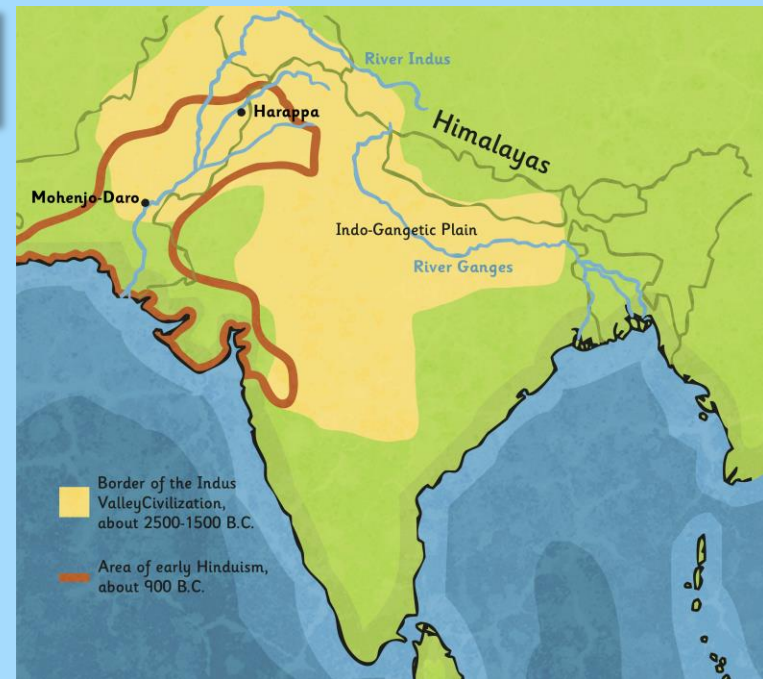 River Indus
Harappa
Himalayas
Mohenjo-Daro
Indo-Gangetic Plain
River Ganges
Border of the Indus
ValleyCivilization,
about 2500-1500 B.C.
Area of early Hinduism,
about 900 B.C.